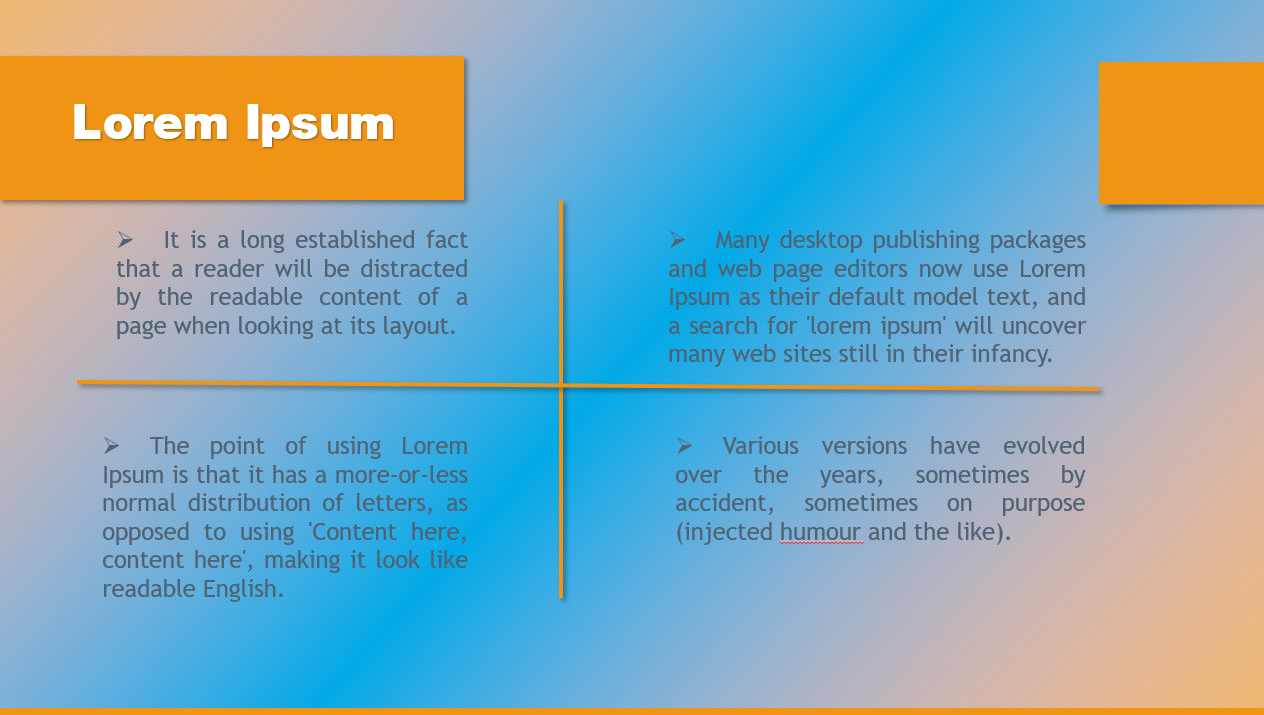 Lorem Ipsum
➢ It is a long established fact
that a reader will be distracted
by the readable content of a
page when looking at its layout.
➢ Many desktop publishing packages
and web page editors now use Lorem
Ipsum as their default model text, and
a search for 'lorem ipsum' will uncover
many web sites still in their infancy.
➢ The point of using Lorem
Ipsum is that it has a more-or-less
normal distribution of letters, as
opposed to using 'Content here,
content here', making it look like
readable English.
➢ Various versions have evolved
over the years, sometimes by
accident, sometimes on purpose
(injected humour and the like).